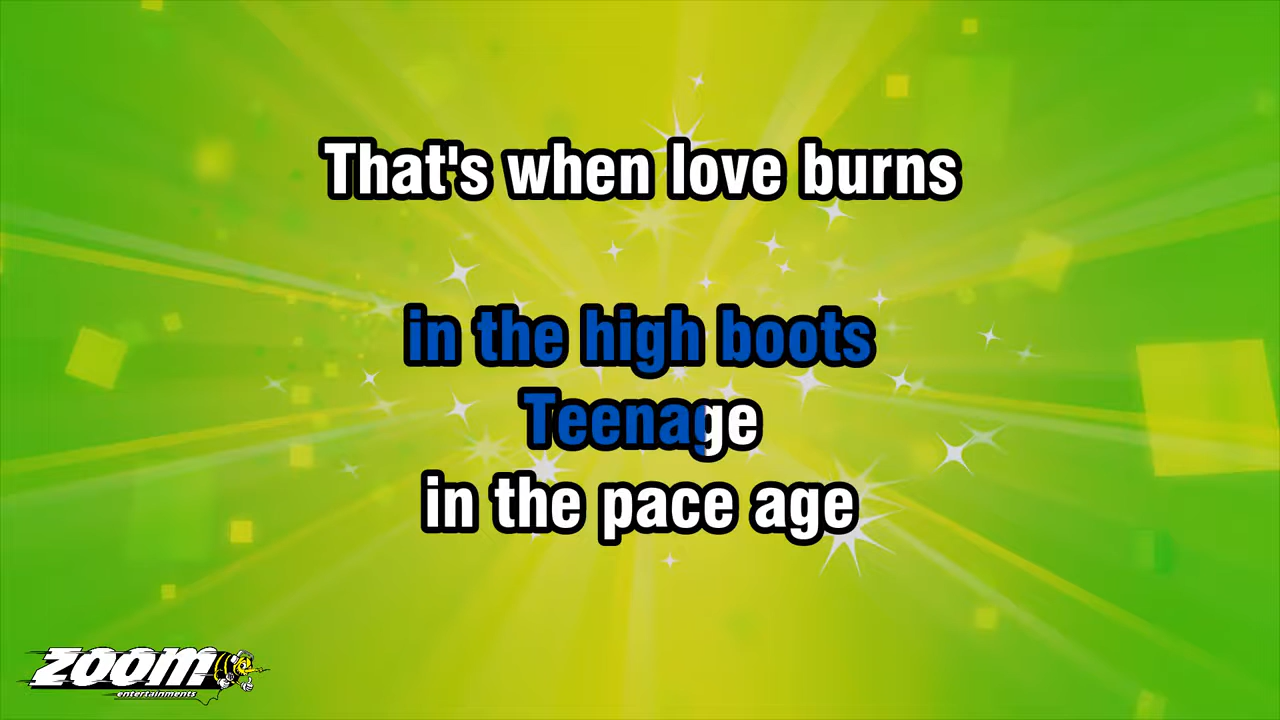 That's when love burns
in the high boots
Teenage
in the pace age
zoom
entertainments